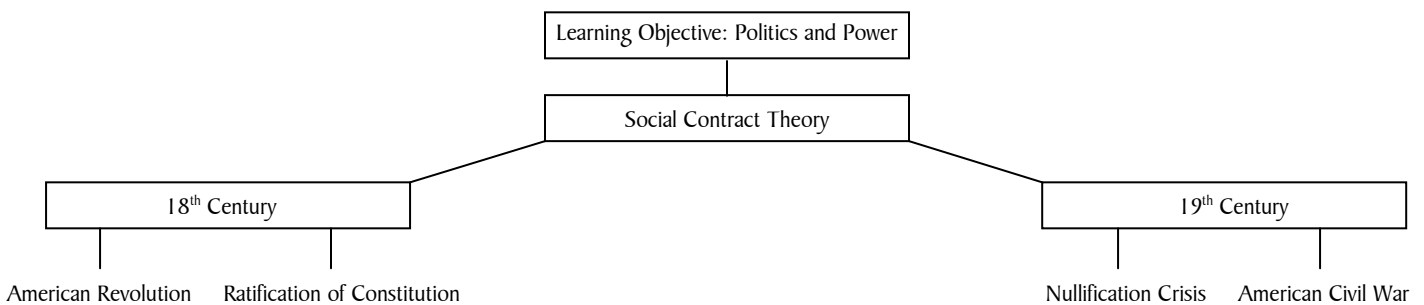 Learning Objective: Politics and Power
Social Contract Theory
18th Century
19th Century
American Revolution
Ratification of Constitution
Nullification Crisis
American Civil War